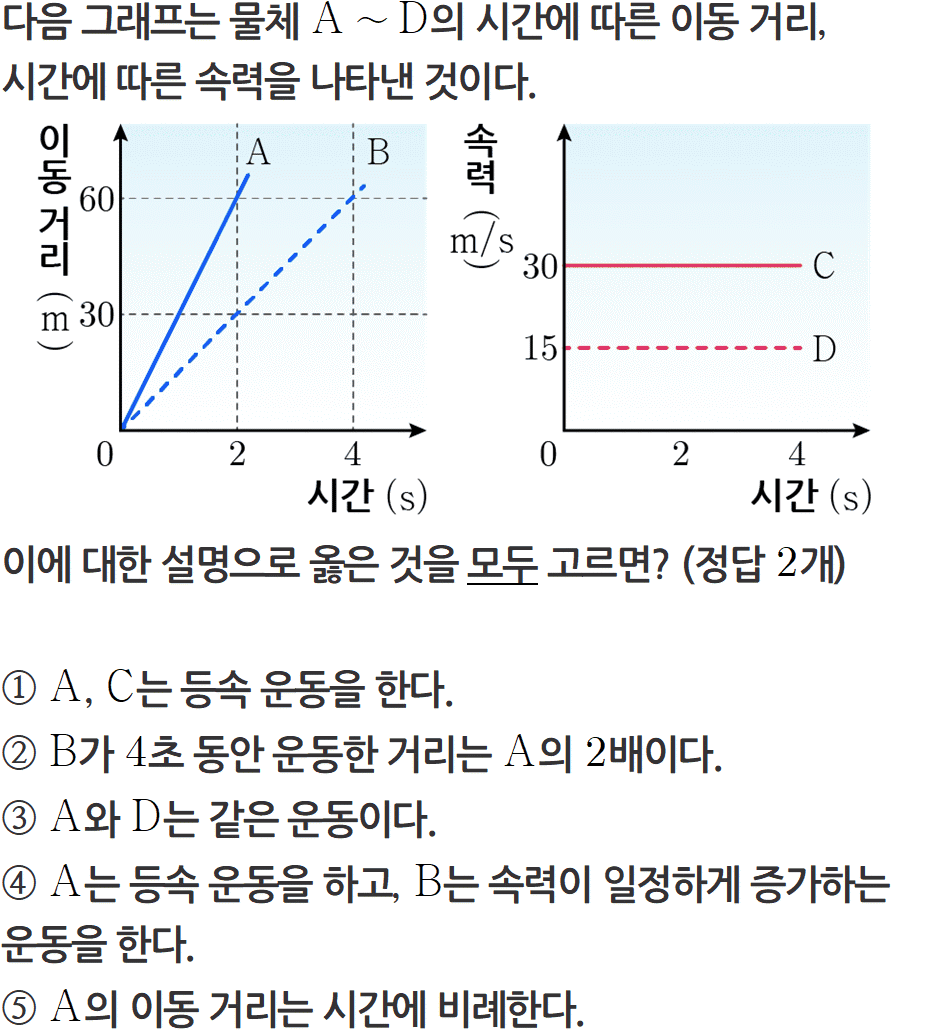 다음 그래프는 물체 A ~ D의 시간에 따른 이동 거리,
시간에 따른 속력을 나타낸 것이다.
이동 거리 (m)
60
30
0
2
4
시간 (s)
A
B
속력 (m/s)
30
15
0
2
4
시간 (s)
C
D
이에 대한 설명으로 옳은 것을 모두 고르면? (정답 2개)
① A, C는 등속 운동을 한다.
② B가 4초 동안 운동한 거리는 A의 2배이다.
③ A와 D는 같은 운동이다.
④ A는 등속 운동을 하고, B는 속력이 일정하게 증가하는
운동을 한다.
⑤ A의 이동 거리는 시간에 비례한다.